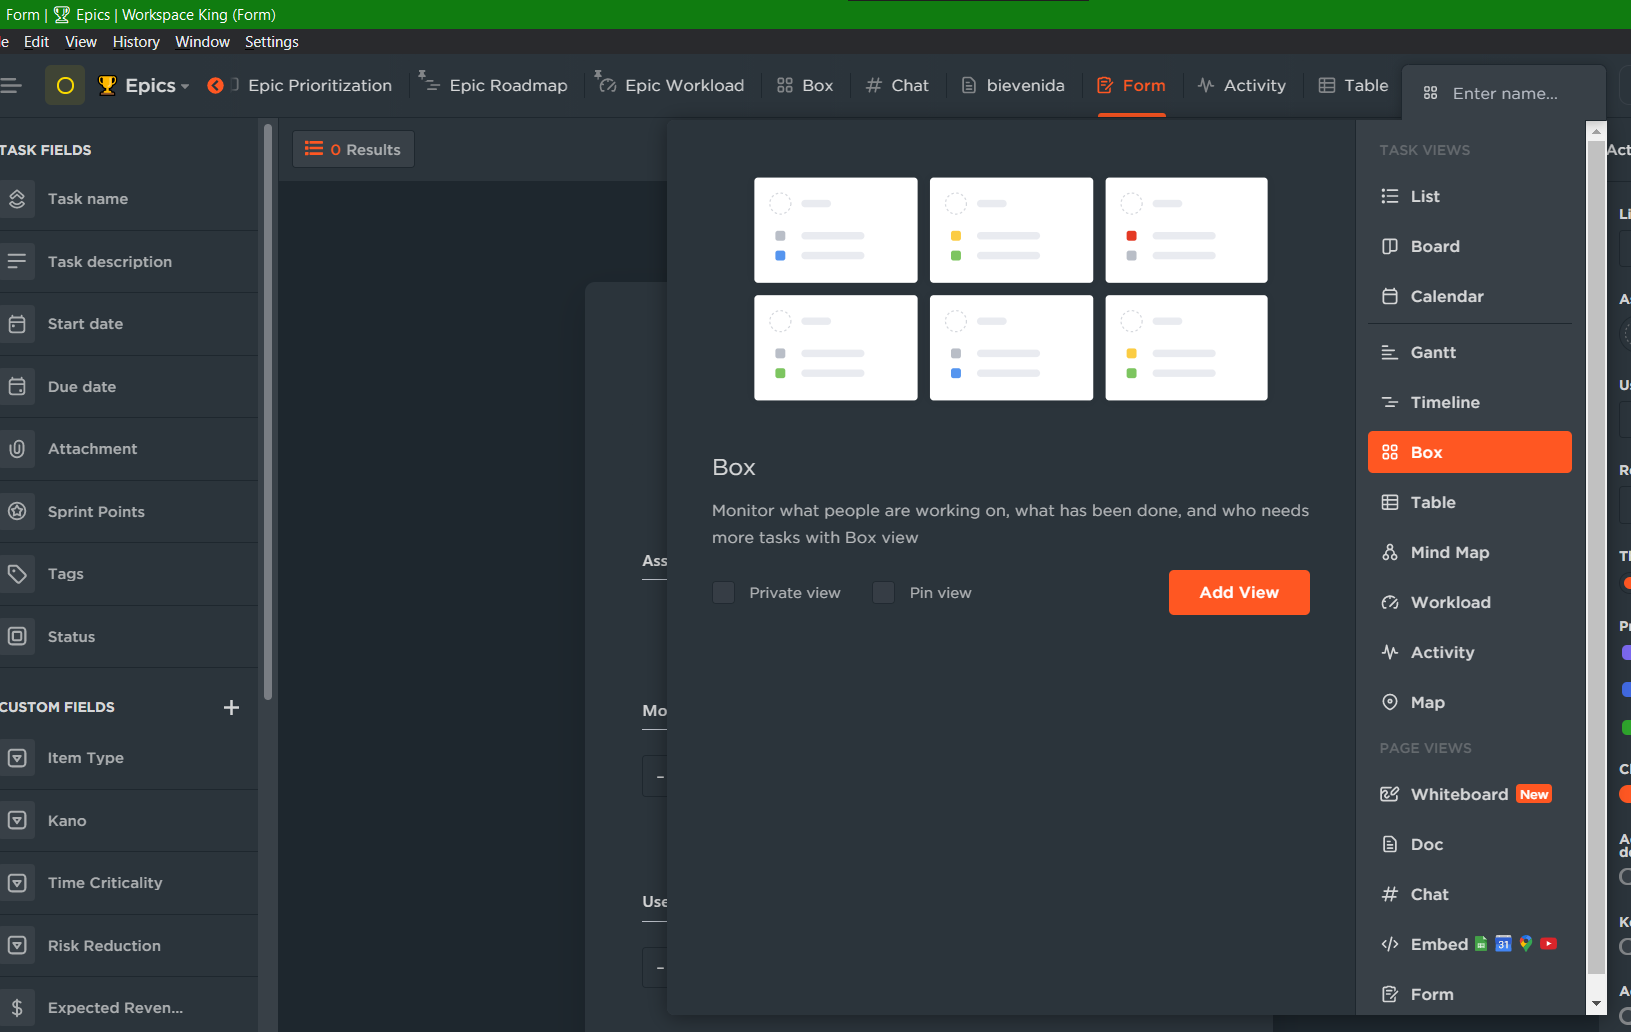 Form | 🏆 Epics | Workspace King (Form)
Edit View History Window Settings
Epics
Epic Prioritization
Epic Roadmap
Epic Workload
Box
# Chat
bievenida
Form
Activity
Table
Enter name...
TASK FIELDS
Task name
Task description
Start date
Due date
Attachment
Sprint Points
Tags
Status
CUSTOM FIELDS +
Item Type
Kano
Time Criticality
Risk Reduction
$ Expected Reven...
0 Results
Ass
Mo
–
Use
–
Box
Monitor what people are working on, what has been done, and who needs
more tasks with Box view
Private view
Pin view
Add View
TASK VIEWS
List
Board
Calendar
Gantt
Timeline
Box
Table
Mind Map
Workload
Activity
Map
PAGE VIEWS
Whiteboard New
Doc
# Chat
</> Embed 31
Form
Act